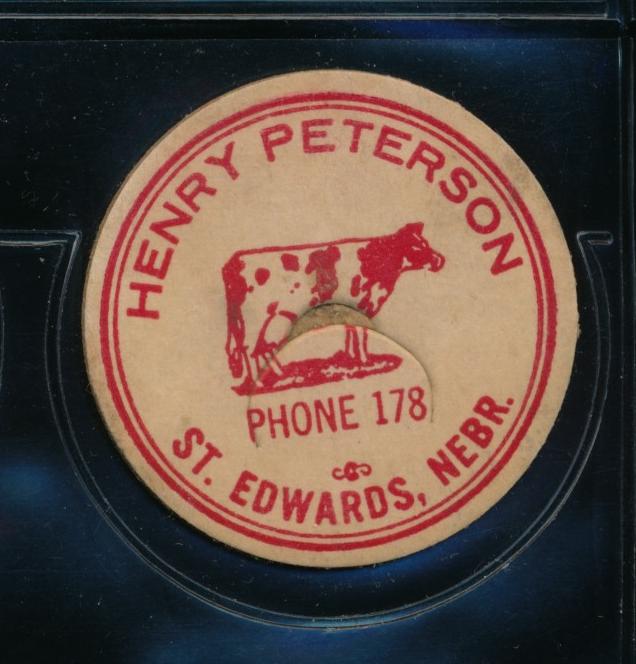 HENRY PETERSON
PHONE 178
ST. EDWARDS, NEBR.